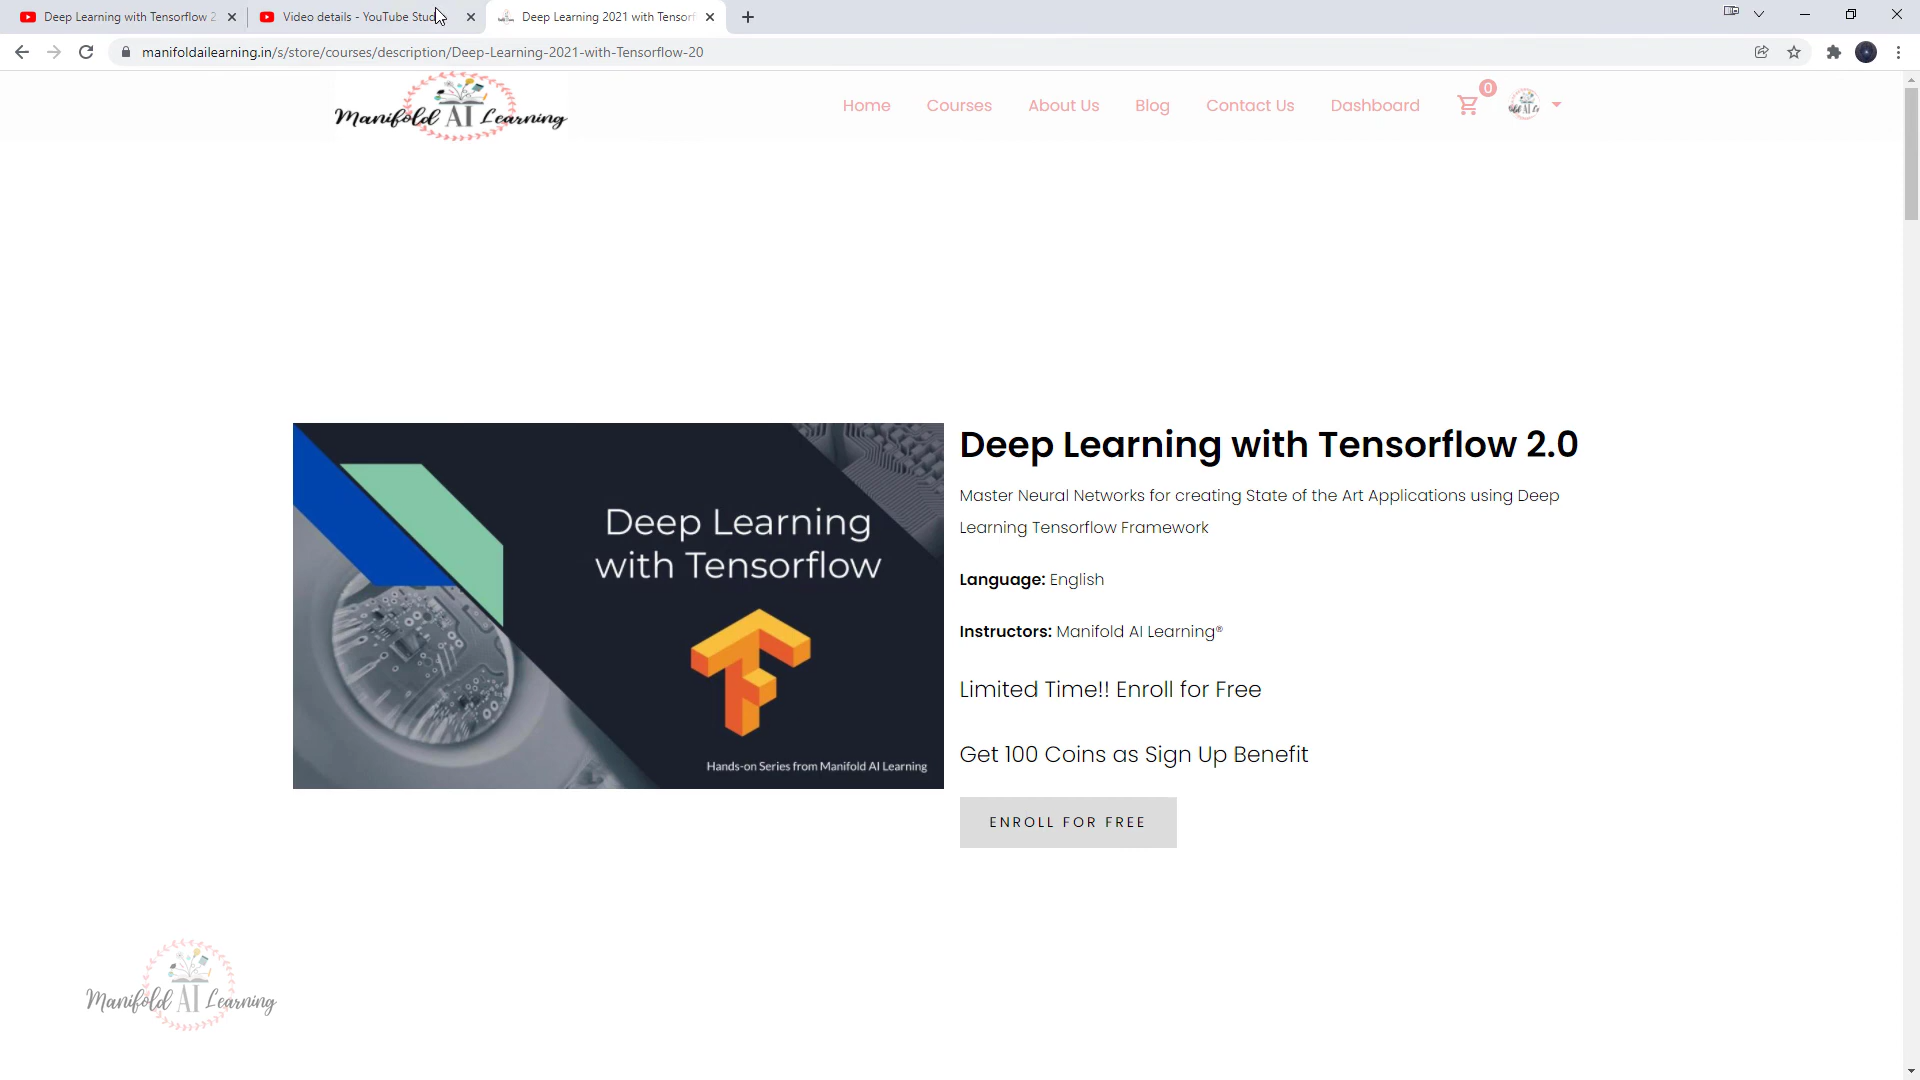 Deep Learning with Tensorflow 2
Video details - YouTube Stud
Deep Learning 2021 with Tensorf
manifoldailearning.in/s/store/courses/description/Deep-Learning-2021-with-Tensorflow-20
Manifold AI Learning
Home
Courses
About Us
Blog
Contact Us
Dashboard
0
Deep Learning
with Tensorflow
Hands-on Series from Manifold AI Learning
Deep Learning with Tensorflow 2.0
Master Neural Networks for creating State of the Art Applications using Deep
Learning Tensorflow Framework
Language: English
Instructors: Manifold AI Learning®
Limited Time!! Enroll for Free
Get 100 Coins as Sign Up Benefit
ENROLL FOR FREE
Manifold AI Learning